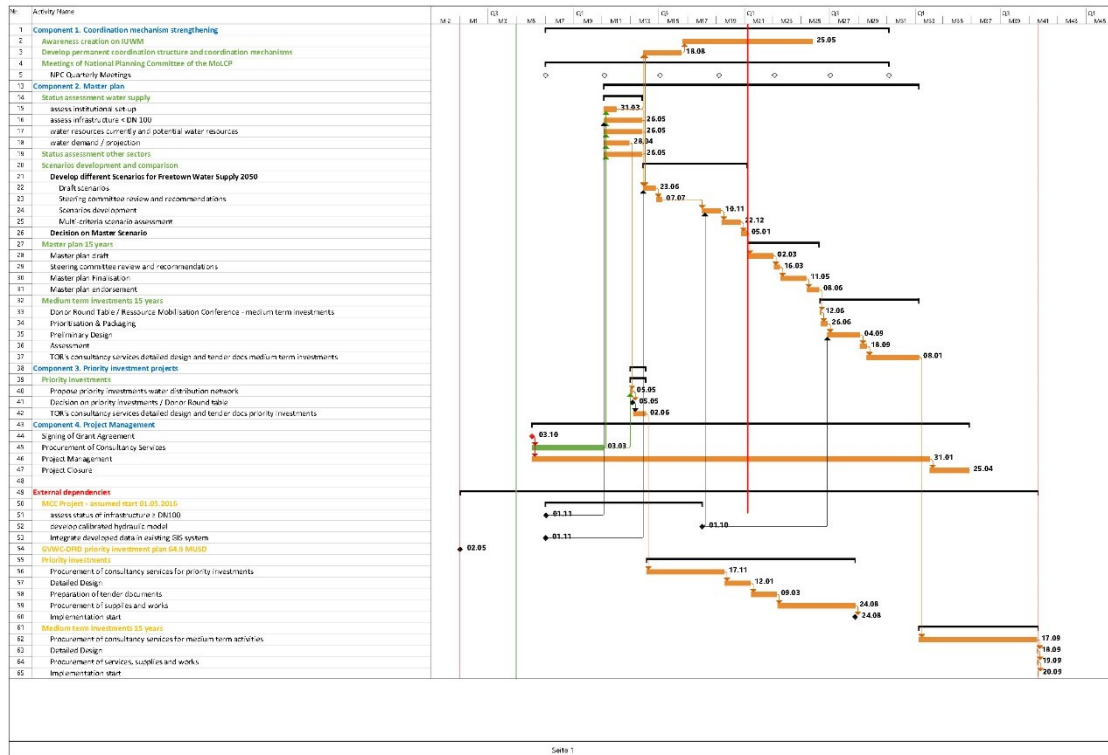 Nr. Activity Name
Q3 Q1 Q3 Q1 Q3 Q1 Q3 Q1
M-2 M1 M3 M5 M7 M9 M11 M13 M15 M17 M19 M21 M23 M25 M27 M29 M31 M33 M35 M37 M39 M41 M43 M45
1 Component 1. Coordination mechanism strengthening
2 Awareness creation on IUWM 25.05
3 Develop permanent coordination structure and coordination mechanisms 18.08
4 Meetings of National Planning Committee of the MoLCP
5 NPC Quarterly Meetings
13 Component 2. Master plan
14 Status assessment water supply
15 assess institutional set-up 31.03
16 assess infrastructure < DN 100 26.05
17 water resources currently and potential water resources 26.05
18 water demand / projection 28.04
19 Status assessment other sectors 26.05
20 Scenarios development and comparison
21 Develop different Scenarios for Freetown Water Supply 2050
22 Draft scenarios 23.06
23 Steering committee review and recommendations 07.07
24 Scenarios development 10.11
25 Multi-criteria scenario assessment 22.12
26 Decision on Master Scenario 05.01
27 Master plan 15 years
28 Master plan draft 02.03
29 Steering committee review and recommendations 16.03
30 Master plan Finalisation 11.05
31 Master plan endorsement 08.06
32 Medium term investments 15 years
33 Donor Round Table / Ressource Mobilisation Conference - medium term investments 12.06
34 Prioritisation & Packaging 26.06
35 Preliminary Design 04.09
36 Assessment 18.09
37 TOR's consultancy services detailed design and tender docs medium term investments 08.01
38 Component 3. Priority investment projects
39 Priority investments
40 Propose priority investments water distribution network 05.05
41 Decision on priority investments / Donor Round table 05.05
42 TOR's consultancy services detailed design and tender docs priority investments 02.06
43 Component 4. Project Management
44 Signing of Grant Agreement 03.10
45 Procurement of Consultancy Services 03.03
46 Project Management 31.01
47 Project Closure 25.04
48
49 External dependencies
50 MCC Project - assumed start 01.05.2016
51 assess status of infrastructure ≥ DN100 01.11
52 develop calibrated hydraulic model 01.10
53 Integrate developed data in existing GIS system 01.11
54 GVWC-DFID priority investment plan 64.5 MUSD 02.05
55 Priority investments
56 Procurement of consultancy services for priority investments 17.11
57 Detailed Design 12.01
58 Preparation of tender documents 09.03
59 Procurement of supplies and works 24.08
60 Implementation start 24.08
61 Medium term investments 15 years
62 Procurement of consultancy services for medium term activities 17.09
63 Detailed Design 18.09
64 Procurement of services, supplies and works 19.09
65 Implementation start 20.09
Seite 1